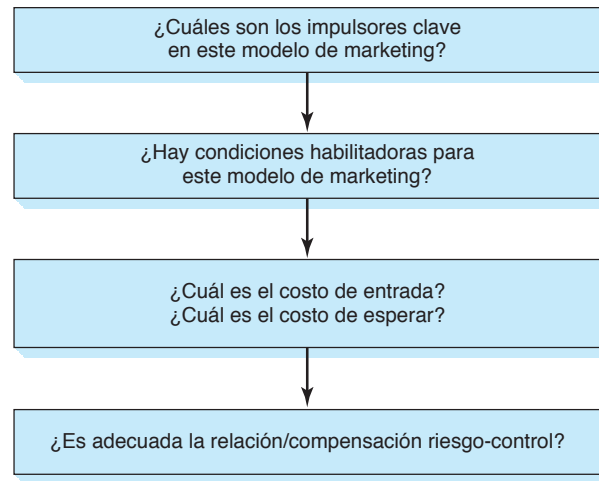 ¿Cuáles son los impulsores clave
en este modelo de marketing?
¿Hay condiciones habilitadoras para
este modelo de marketing?
¿Cuál es el costo de entrada?
¿Cuál es el costo de esperar?
¿Es adecuada la relación/compensación riesgo-control?